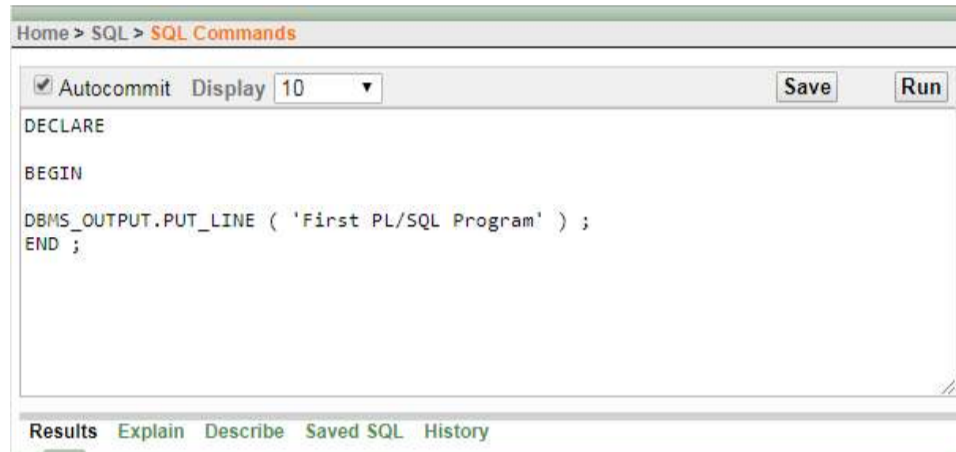 Home > SQL > SQL Commands
Autocommit Display 10 Save Run
DECLARE
BEGIN
DBMS_OUTPUT.PUT_LINE ( 'First PL/SQL Program' ) ;
END ;
Results Explain Describe Saved SQL History